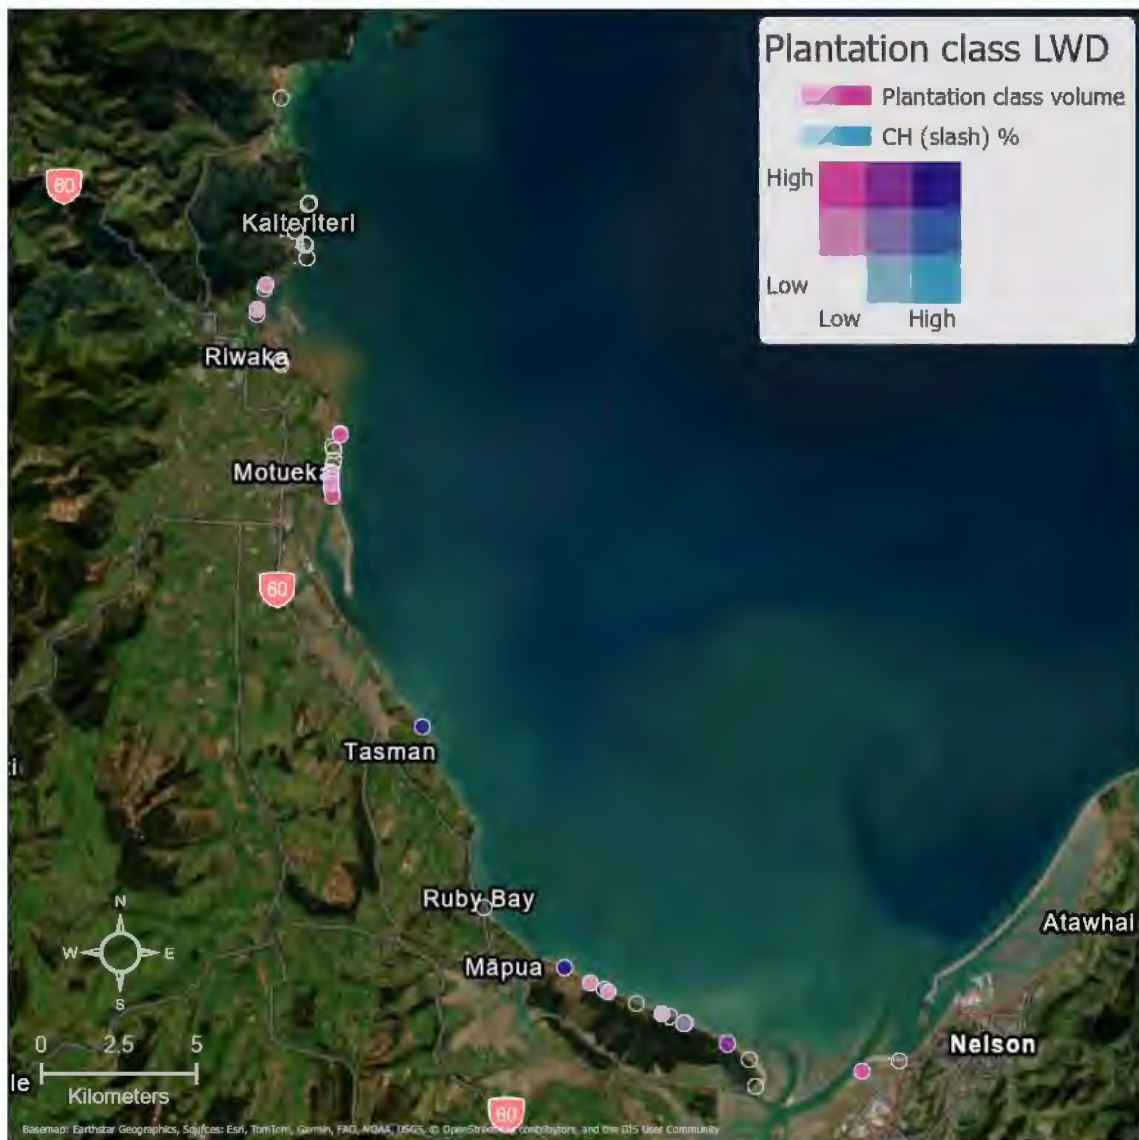 Plantation class LWD
Plantation class volume
CH (slash) %
High
Low
Low High
60
Kaiteriteri
Riwaka
Motueka
60
Tasman
Ruby Bay
Atawhai
Māpua
N
W E
S
0 2.5 5
Kilometers
Nelson
le
60
Basemap: Earthstar Geographics, Sources: Esri, TomTom, Garmin, FAO, NOAA, USGS, © OpenStreetMap contributors, and the GIS User Community